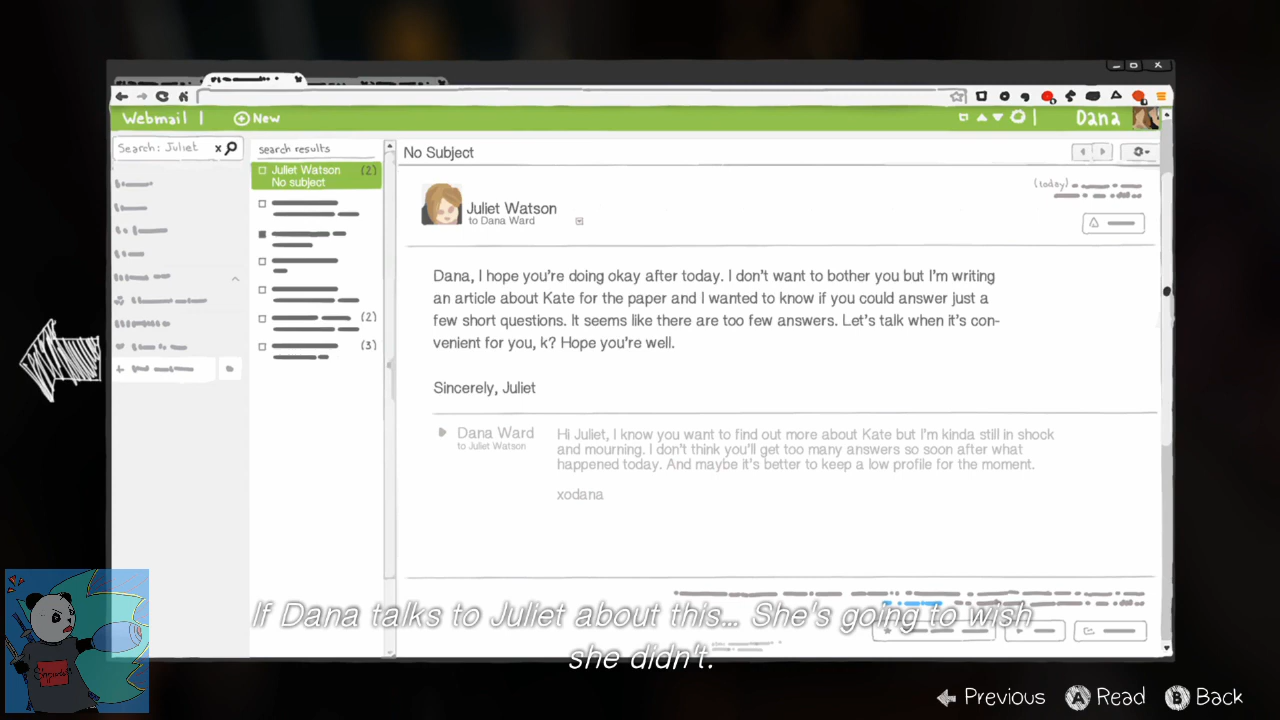 Webmail |
New
Dana
Search: Juliet x
search results
No Subject
Juliet Watson (2)
No subject
(today)
Juliet Watson
to Dana Ward
(2)
(3)
Dana, I hope you're doing okay after today. I don't want to bother you but I'm writing
an article about Kate for the paper and I wanted to know if you could answer just a
few short questions. It seems like there are too few answers. Let's talk when it's con-
venient for you, k? Hope you're well.
Sincerely, Juliet
Dana Ward
to Juliet Watson
Hi Juliet, I know you want to find out more about Kate but I'm kinda still in shock
and mourning. I don't think you'll get too many answers so soon after what
happened today. And maybe it's better to keep a low profile for the moment.
xodana
If Dana talks to Juliet about this... She's going to wish
she didn't.
Previous A Read B Back